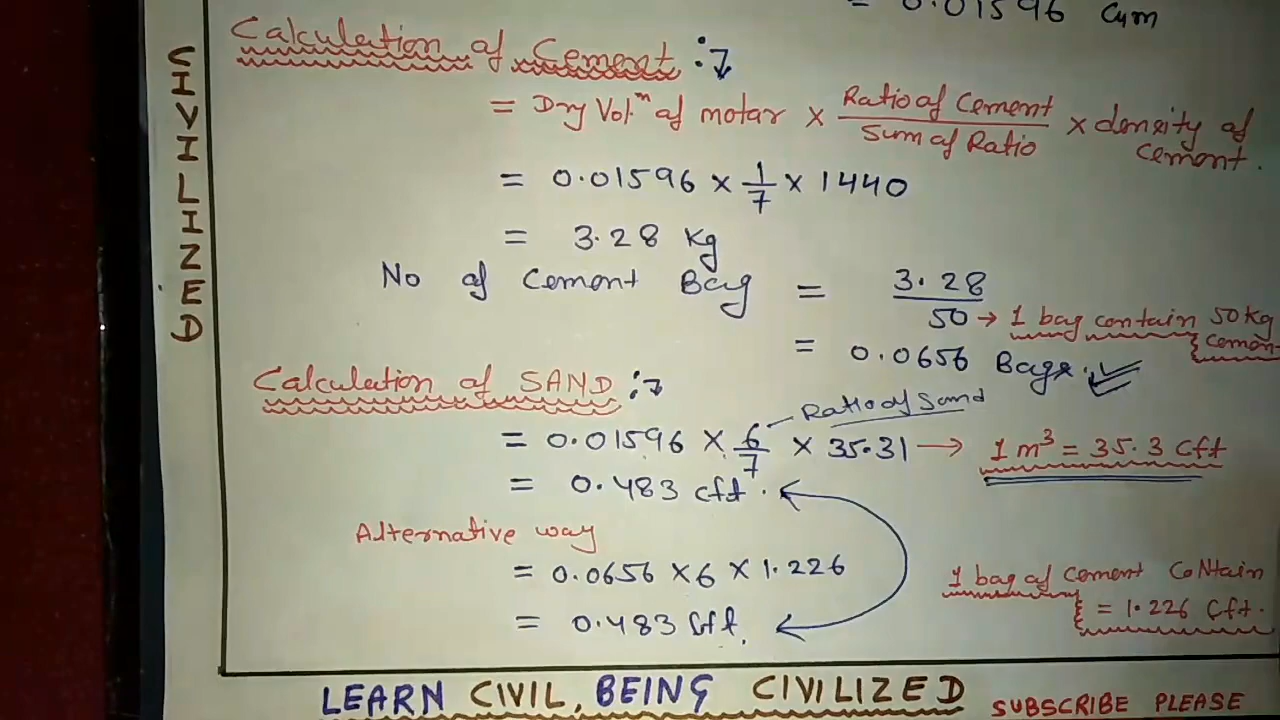 = 0.01596 Cum
CIVILIZED
Calculation of Cement :→
= Dry Vol.m of motar × Ratio of Cement / Sum of Ratio × density of Cement.
= 0.01596 × 1/7 × 1440
= 3.28 Kg
No of Cement Bag = 3.28 / 50 → 1 bag contain 50 Kg Cemen
= 0.0656 Bags.
Calculation of SAND :→
Ratio of Sand
= 0.01596 × 6/7 × 35.31 → 1 m³ = 35.3 Cft
= 0.483 cft.
Alternative way
= 0.0656 × 6 × 1.226
1 bag of Cement CoNtain = 1.226 Cft.
= 0.483 Cft.
LEARN CIVIL, BEING CIVILIZED
SUBSCRIBE PLEASE